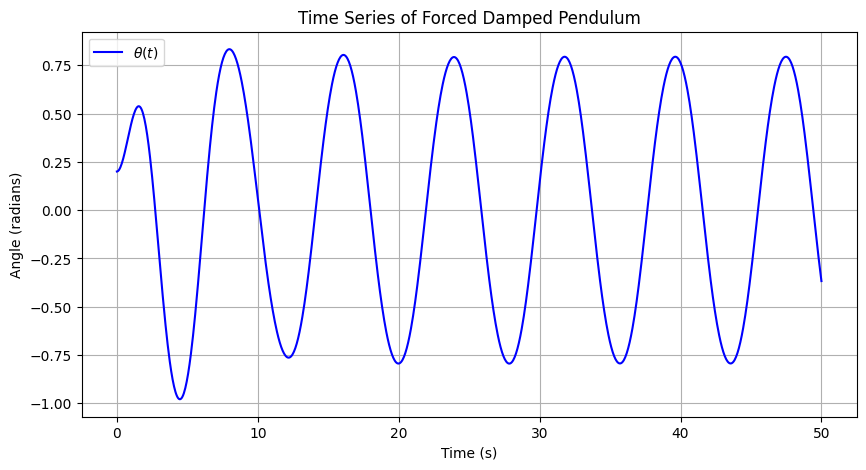 Time Series of Forced Damped Pendulum
θ(t)
Angle (radians)
0.75
0.50
0.25
0.00
−0.25
−0.50
−0.75
−1.00
0 10 20 30 40 50
Time (s)